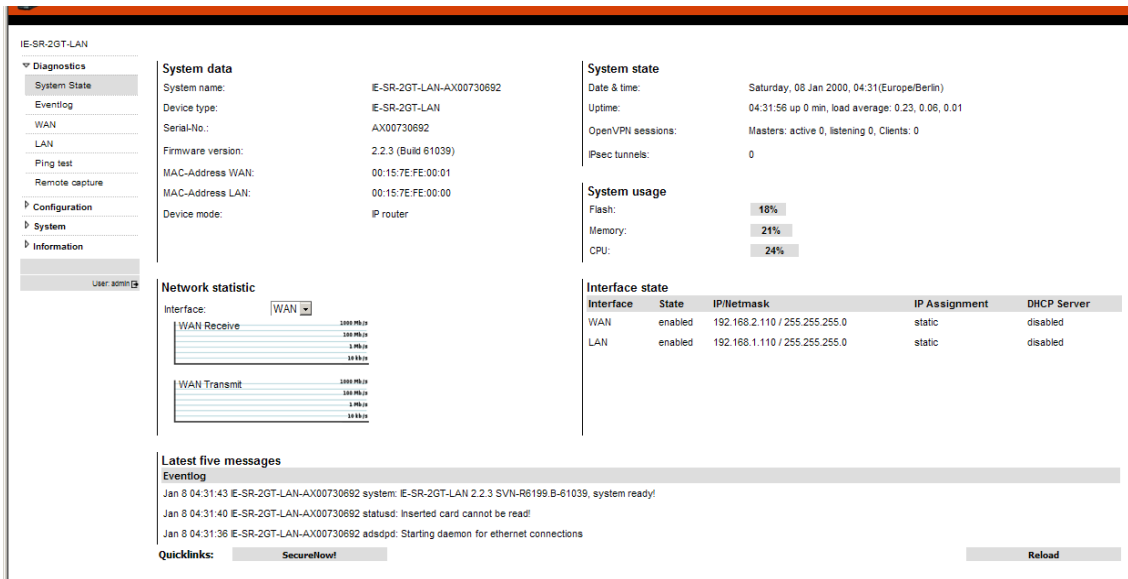 IE-SR-2GT-LAN
Diagnostics
System State
Eventlog
WAN
LAN
Ping test
Remote capture
Configuration
System
Information
User: admin
System data
System name: IE-SR-2GT-LAN-AX00730692
Device type: IE-SR-2GT-LAN
Serial-No.: AX00730692
Firmware version: 2.2.3 (Build 61039)
MAC-Address WAN: 00:15:7E:FE:00:01
MAC-Address LAN: 00:15:7E:FE:00:00
Device mode: IP router
System state
Date & time: Saturday, 08 Jan 2000, 04:31(Europe/Berlin)
Uptime: 04:31:56 up 0 min, load average: 0.23, 0.06, 0.01
OpenVPN sessions: Masters: active 0, listening 0, Clients: 0
IPsec tunnels: 0
System usage
Flash: 18%
Memory: 21%
CPU: 24%
Network statistic
Interface: WAN
WAN Receive 1000 Mb/s
100 Mb/s
1 Mb/s
10 kb/s
WAN Transmit 1000 Mb/s
100 Mb/s
1 Mb/s
10 kb/s
Interface state
Interface State IP/Netmask IP Assignment DHCP Server
WAN enabled 192.168.2.110 / 255.255.255.0 static disabled
LAN enabled 192.168.1.110 / 255.255.255.0 static disabled
Latest five messages
Eventlog
Jan 8 04:31:43 IE-SR-2GT-LAN-AX00730692 system: IE-SR-2GT-LAN 2.2.3 SVN-R6199.B-61039, system ready!
Jan 8 04:31:40 IE-SR-2GT-LAN-AX00730692 statusd: Inserted card cannot be read!
Jan 8 04:31:36 IE-SR-2GT-LAN-AX00730692 adsdpd: Starting daemon for ethernet connections
Quicklinks: SecureNow! Reload